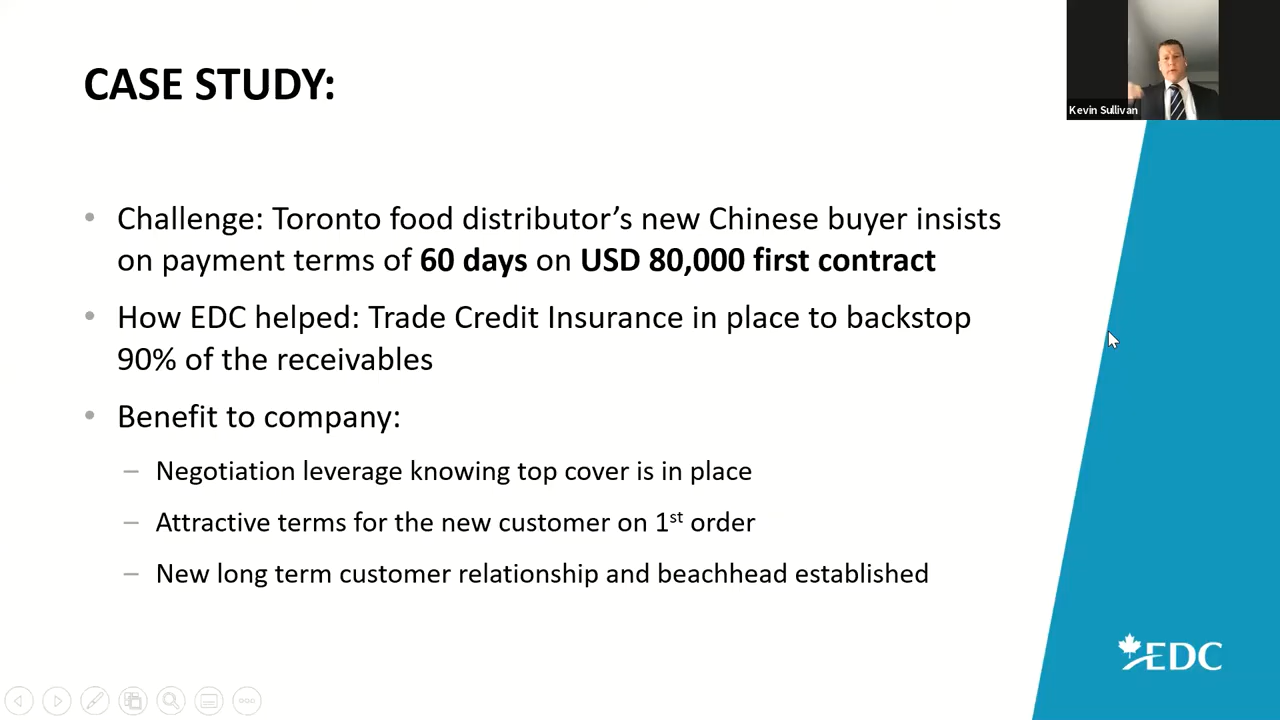 Kevin Sullivan
CASE STUDY:
• Challenge: Toronto food distributor’s new Chinese buyer insists
on payment terms of 60 days on USD 80,000 first contract
• How EDC helped: Trade Credit Insurance in place to backstop
90% of the receivables
• Benefit to company:
– Negotiation leverage knowing top cover is in place
– Attractive terms for the new customer on 1st order
– New long term customer relationship and beachhead established
EDC